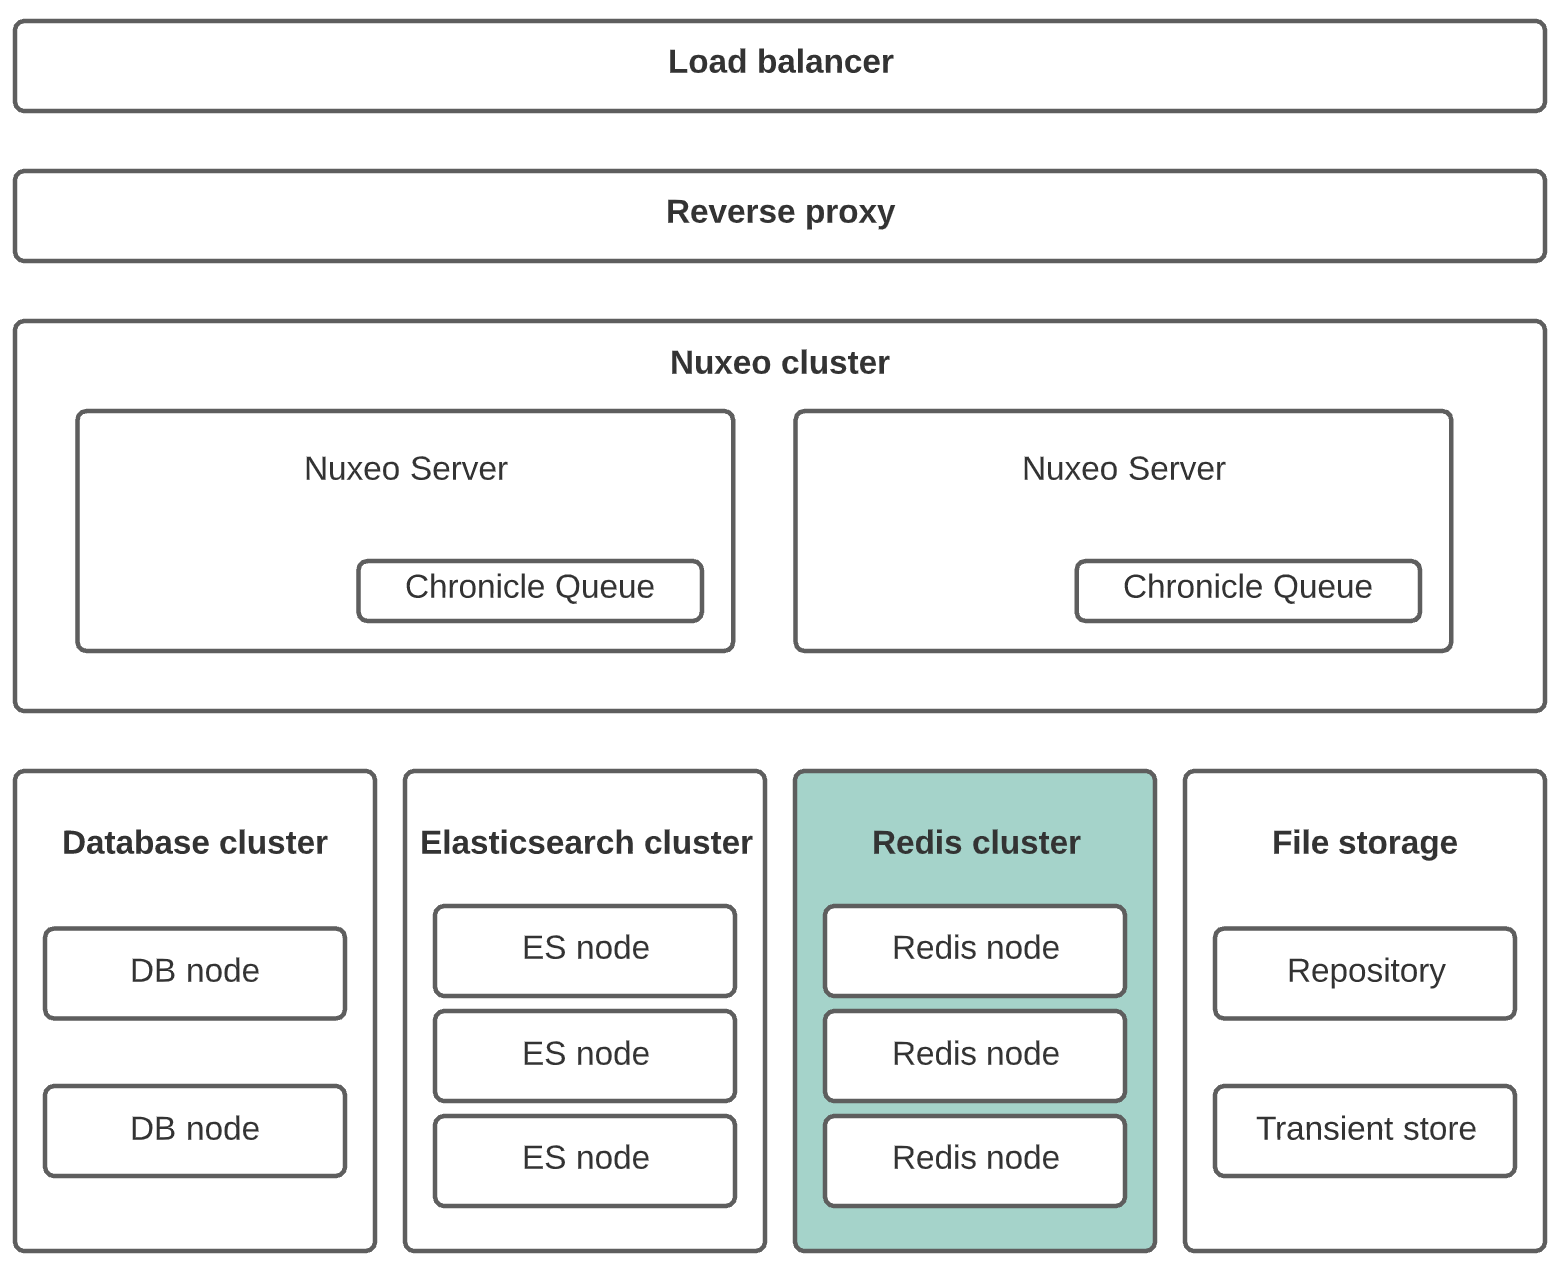 Load balancer
Reverse proxy
Nuxeo cluster
Nuxeo Server
Chronicle Queue
Nuxeo Server
Chronicle Queue
Database cluster
DB node
DB node
Elasticsearch cluster
ES node
ES node
ES node
Redis cluster
Redis node
Redis node
Redis node
File storage
Repository
Transient store